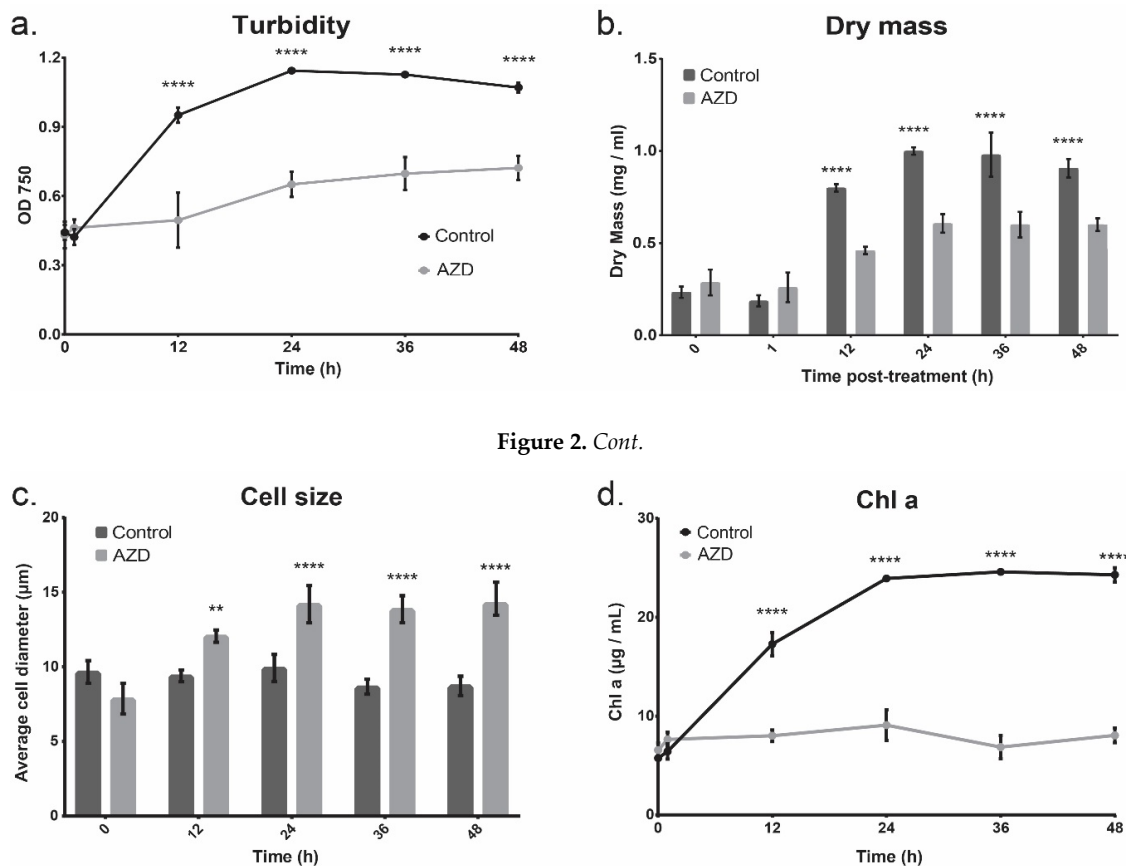 a.
Turbidity
1.2
0.9
0.6
0.3
0.0
OD 750
****
****
****
****
Control
AZD
0 12 24 36 48
Time (h)
b.
Dry mass
Control
AZD
1.5
1.0
0.5
0.0
Dry Mass (mg / ml)
****
****
****
****
0 1 12 24 36 48
Time post-treatment (h)
Figure 2. Cont.
c.
Cell size
Control
AZD
20
15
10
5
0
Average cell diameter (µm)
**
****
****
****
0 12 24 36 48
Time (h)
d.
Chl a
Control
AZD
30
20
10
0
Chl a (µg / mL)
****
****
****
****
0 12 24 36 48
Time (h)